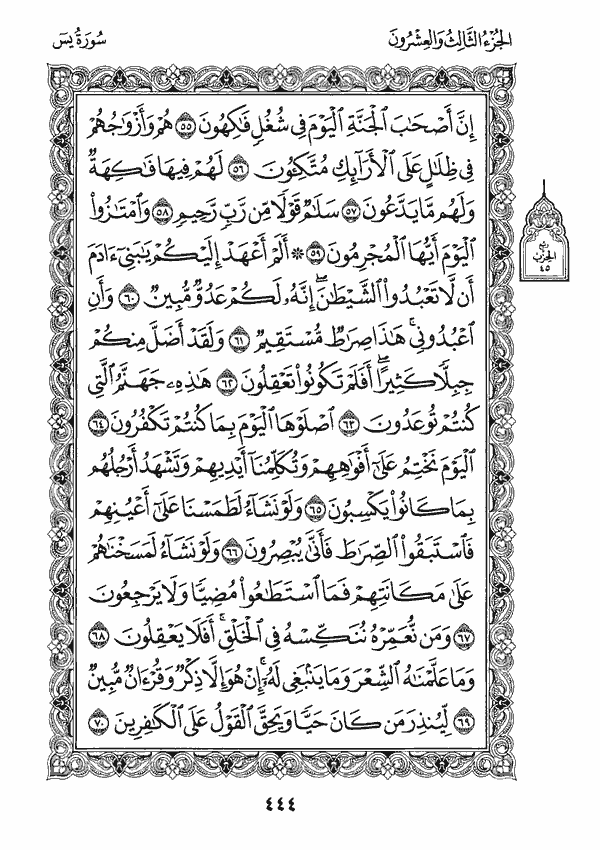 الجزء الثالث والعشرون
سورة يس
إِنَّ أَصْحَٰبَ ٱلْجَنَّةِ ٱلْيَوْمَ فِى شُغُلٍ فَٰكِهُونَ ٥٥ هُمْ وَأَزْوَٰجُهُمْ
فِى ظِلَٰلٍ عَلَى ٱلْأَرَآئِكِ مُتَّكِـُٔونَ ٥٦ لَهُمْ فِيهَا فَٰكِهَةٌ
وَلَهُم مَّا يَدَّعُونَ ٥٧ سَلَٰمٌ قَوْلًا مِّن رَّبٍّ رَّحِيمٍ ٥٨ وَٱمْتَٰزُوا۟
ٱلْيَوْمَ أَيُّهَا ٱلْمُجْرِمُونَ ٥٩ ۞ أَلَمْ أَعْهَدْ إِلَيْكُمْ يَٰبَنِىٓ ءَادَمَ
أَن لَّا تَعْبُدُوا۟ ٱلشَّيْطَٰنَ ۖ إِنَّهُۥ لَكُمْ عَدُوٌّ مُّبِينٌ ٦٠ وَأَنِ
ٱعْبُدُونِى ۚ هَٰذَا صِرَٰطٌ مُّسْتَقِيمٌ ٦١ وَلَقَدْ أَضَلَّ مِنكُمْ
جِبِلًّا كَثِيرًا ۖ أَفَلَمْ تَكُونُوا۟ تَعْقِلُونَ ٦٢ هَٰذِهِۦ جَهَنَّمُ ٱلَّتِى
كُنتُمْ تُوعَدُونَ ٦٣ ٱصْلَوْهَا ٱلْيَوْمَ بِمَا كُنتُمْ تَكْفُرُونَ ٦٤
ٱلْيَوْمَ نَخْتِمُ عَلَىٰٓ أَفْوَٰهِهِمْ وَتُكَلِّمُنَآ أَيْدِيهِمْ وَتَشْهَدُ أَرْجُلُهُم
بِمَا كَانُوا۟ يَكْسِبُونَ ٦٥ وَلَوْ نَشَآءُ لَطَمَسْنَا عَلَىٰٓ أَعْيُنِهِمْ
فَٱسْتَبَقُوا۟ ٱلصِّرَٰطَ فَأَنَّىٰ يُبْصِرُونَ ٦٦ وَلَوْ نَشَآءُ لَمَسَخْنَٰهُمْ
عَلَىٰ مَكَانَتِهِمْ فَمَا ٱسْتَطَٰعُوا۟ مُضِيًّا وَلَا يَرْجِعُونَ
٦٧ وَمَن نُّعَمِّرْهُ نُنَكِّسْهُ فِى ٱلْخَلْقِ ۖ أَفَلَا يَعْقِلُونَ ٦٨
وَمَا عَلَّمْنَٰهُ ٱلشِّعْرَ وَمَا يَنۢبَغِى لَهُۥٓ ۚ إِنْ هُوَ إِلَّا ذِكْرٌ وَقُرْءَانٌ مُّبِينٌ
٦٩ لِّيُنذِرَ مَن كَانَ حَيًّا وَيَحِقَّ ٱلْقَوْلُ عَلَى ٱلْكَٰفِرِينَ ٧٠
ربع
الحزب
٤٥
٤٤٤